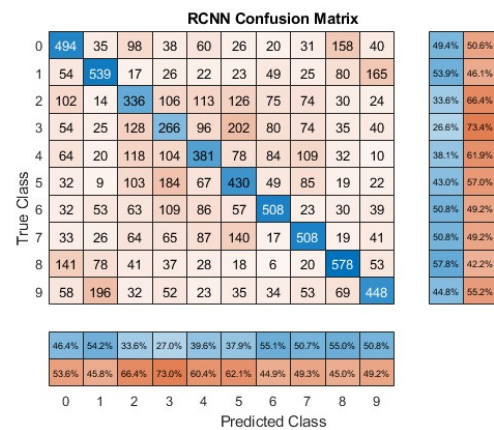 RCNN Confusion Matrix
0 494 35 98 38 60 26 20 31 158 40 49.4% 50.6%
1 54 539 17 26 22 23 49 25 80 165 53.9% 46.1%
2 102 14 336 106 113 126 75 74 30 24 33.6% 66.4%
3 54 25 128 266 96 202 80 74 35 40 26.6% 73.4%
4 64 20 118 104 381 78 84 109 32 10 38.1% 61.9%
5 32 9 103 184 67 430 49 85 19 22 43.0% 57.0%
6 32 53 63 109 86 57 508 23 30 39 50.8% 49.2%
7 33 26 64 65 87 140 17 508 19 41 50.8% 49.2%
8 141 78 41 37 28 18 6 20 578 53 57.8% 42.2%
9 58 196 32 52 23 35 34 53 69 448 44.8% 55.2%
True Class
46.4% 54.2% 33.6% 27.0% 39.6% 37.9% 55.1% 50.7% 55.0% 50.8%
53.6% 45.8% 66.4% 73.0% 60.4% 62.1% 44.9% 49.3% 45.0% 49.2%
0 1 2 3 4 5 6 7 8 9
Predicted Class